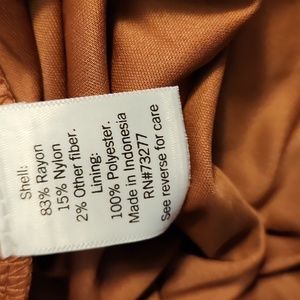 Shell:
83% Rayon
15% Nylon
2% Other fiber.
Lining:
100% Polyester.
Made in Indonesia
RN#73277
See reverse for care